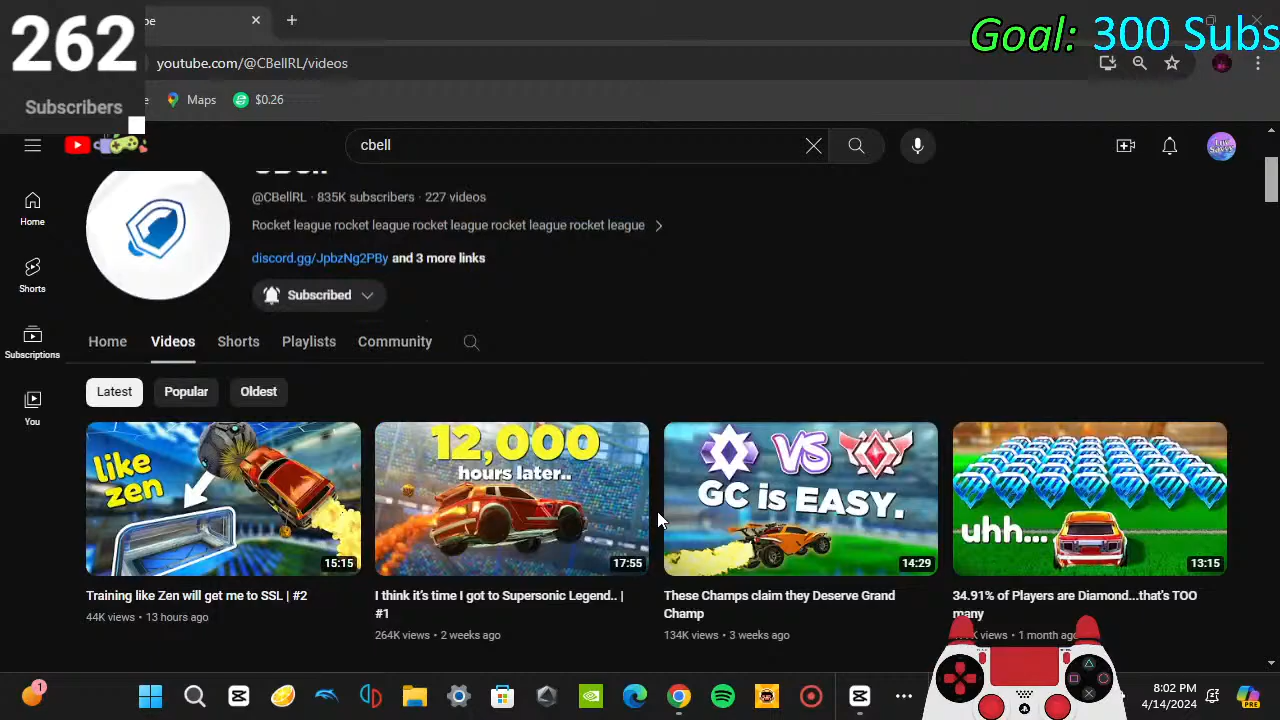 262
Subscribers
Goal: 300 Subs
youtube.com/@CBellRL/videos
Maps
$0.26
cbell
@CBellRL · 835K subscribers · 227 videos
Rocket league rocket league rocket league rocket league rocket league
discord.gg/JpbzNg2PBy and 3 more links
Subscribed
Home
Shorts
Subscriptions
You
Home Videos Shorts Playlists Community
Latest Popular Oldest
like
zen
15:15
12,000
hours later..
17:55
VS
GC is EASY.
14:29
uhh...
13:15
Training like Zen will get me to SSL | #2
44K views • 13 hours ago
I think it's time I got to Supersonic Legend.. |
#1
264K views • 2 weeks ago
These Champs claim they Deserve Grand
Champ
134K views • 3 weeks ago
34.91% of Players are Diamond...that's TOO
many
views • 1 month ago
1
8:02 PM
4/14/2024
PRE